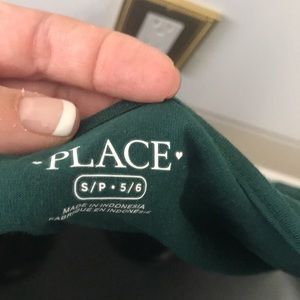 PLACE
S/P • 5/6
MADE IN INDONESIA
FABRIQUÉ EN INDONÉSIE